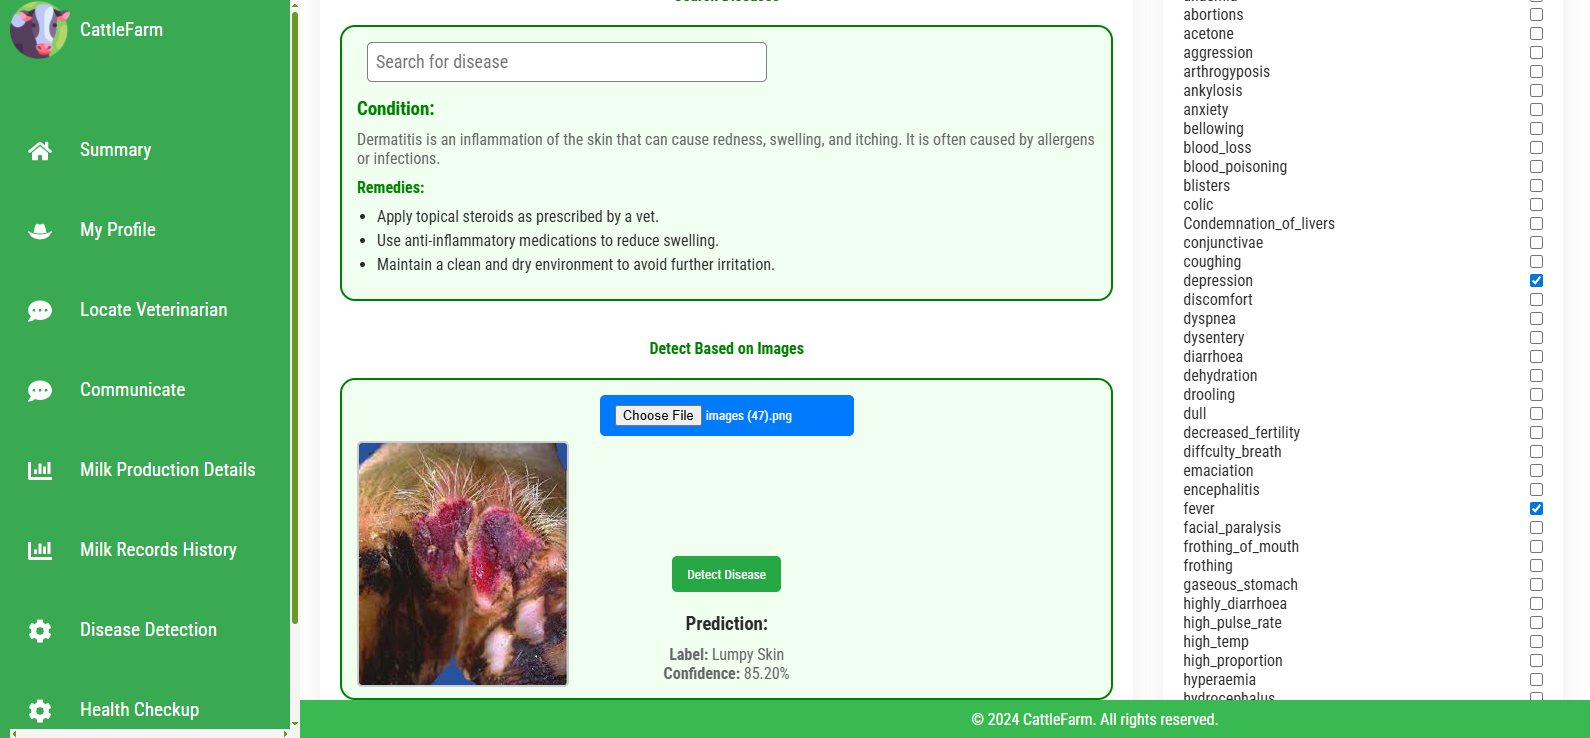 CattleFarm
Summary
My Profile
Locate Veterinarian
Communicate
Milk Production Details
Milk Records History
Disease Detection
Health Checkup
Search for disease
Condition:
Dermatitis is an inflammation of the skin that can cause redness, swelling, and itching. It is often caused by allergens
or infections.
Remedies:
Apply topical steroids as prescribed by a vet.
Use anti-inflammatory medications to reduce swelling.
Maintain a clean and dry environment to avoid further irritation.
Detect Based on Images
Choose File images (47).png
Detect Disease
Prediction:
Label: Lumpy Skin
Confidence: 85.20%
abortions
acetone
aggression
arthrogyposis
ankylosis
anxiety
bellowing
blood_loss
blood_poisoning
blisters
colic
Condemnation_of_livers
conjunctivae
coughing
depression
discomfort
dyspnea
dysentery
diarrhoea
dehydration
drooling
dull
decreased_fertility
diffculty_breath
emaciation
encephalitis
fever
facial_paralysis
frothing_of_mouth
frothing
gaseous_stomach
highly_diarrhoea
high_pulse_rate
high_temp
high_proportion
hyperaemia
hydrocephalus
© 2024 CattleFarm. All rights reserved.